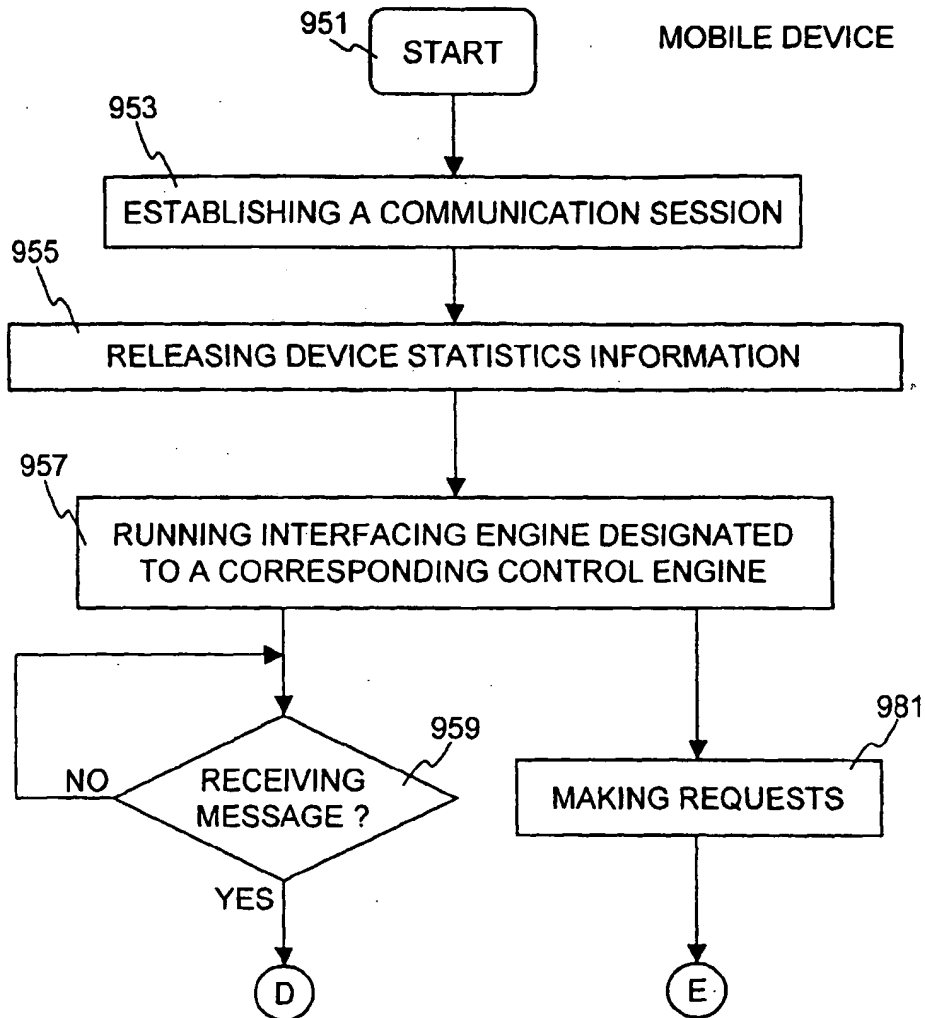 951
START
MOBILE DEVICE
953
ESTABLISHING A COMMUNICATION SESSION
955
RELEASING DEVICE STATISTICS INFORMATION
957
RUNNING INTERFACING ENGINE DESIGNATED
TO A CORRESPONDING CONTROL ENGINE
959
RECEIVING
MESSAGE ?
NO
YES
D
981
MAKING REQUESTS
E